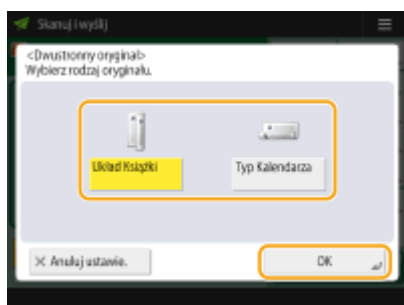 Skanuj i wyślij
<Dwustronny oryginał>
Wybierz rodzaj oryginału.
Układ Książki
Typ Kalendarza
× Anuluj ustawie.
OK